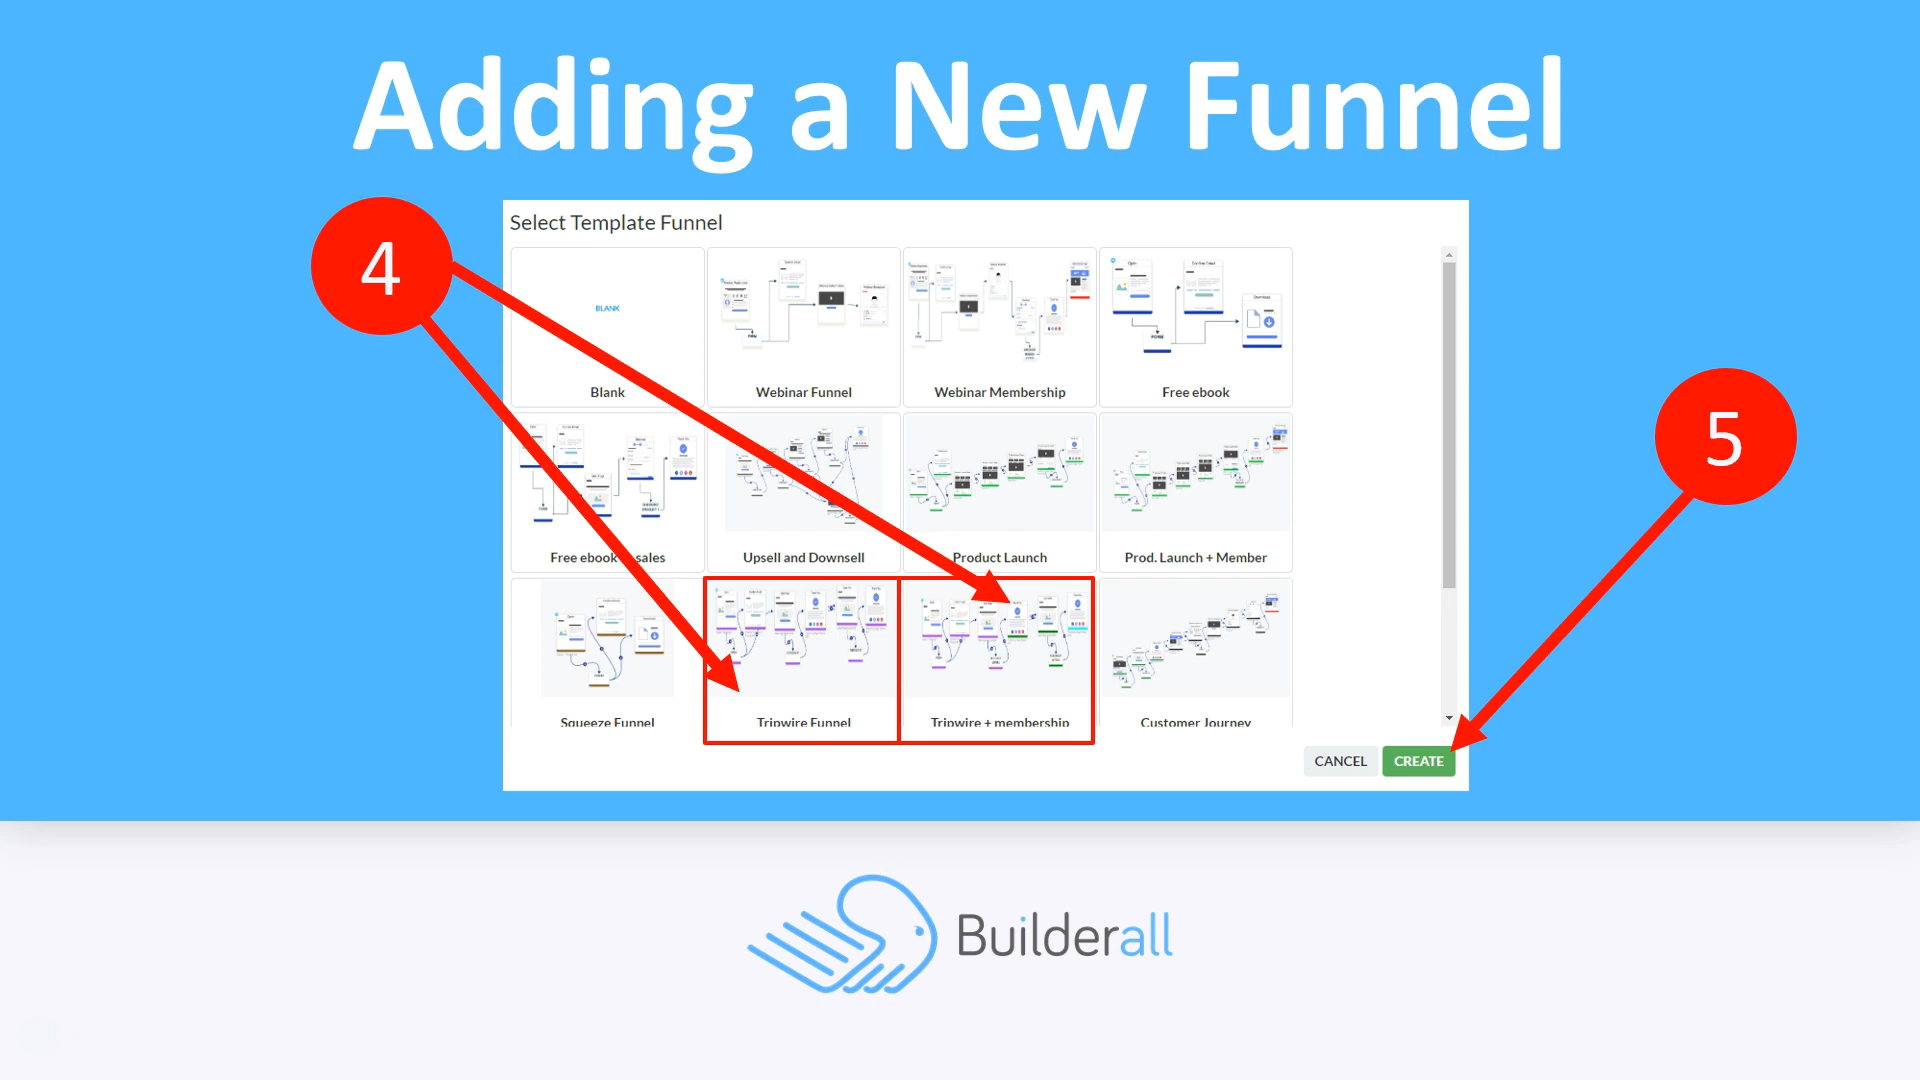 Adding a New Funnel
4
Select Template Funnel
BLANK
Blank
Webinar Funnel
Webinar Membership
Free ebook
5
Free ebook sales
Upsell and Downsell
Product Launch
Prod. Launch + Member
Squeeze Funnel
Tripwire Funnel
Tripwire + membership
Customer Journey
CANCEL
CREATE
Builderall